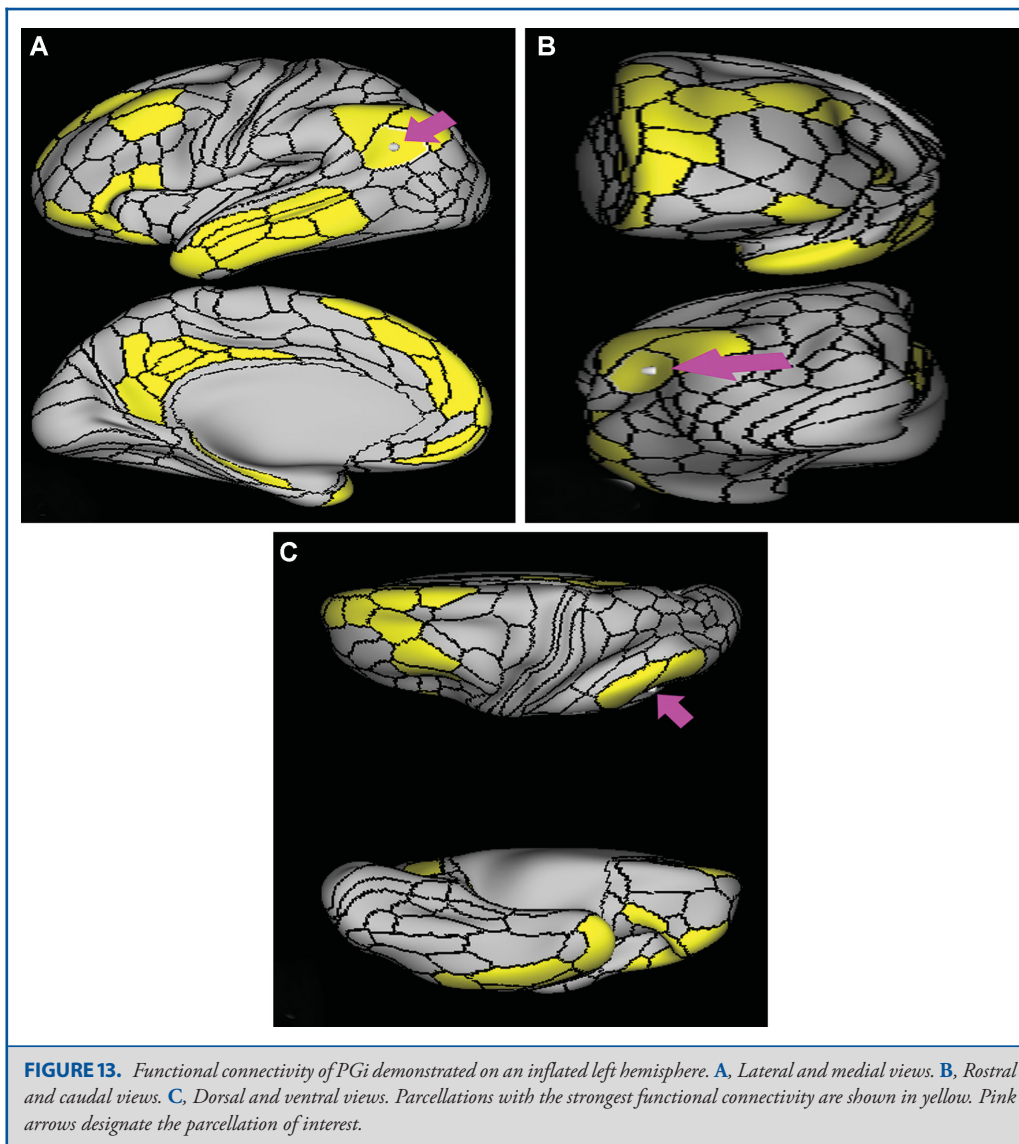 A
B
C
FIGURE 13. Functional connectivity of PGi demonstrated on an inflated left hemisphere. A, Lateral and medial views. B, Rostral
and caudal views. C, Dorsal and ventral views. Parcellations with the strongest functional connectivity are shown in yellow. Pink
arrows designate the parcellation of interest.